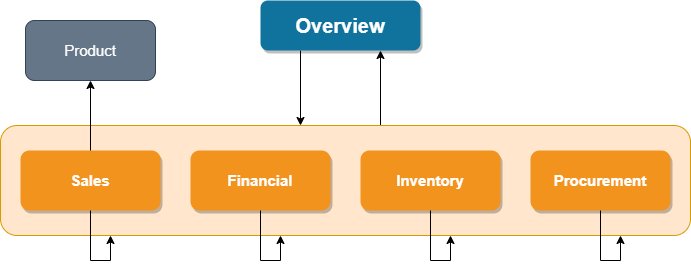 Overview
Product
Sales
Financial
Inventory
Procurement